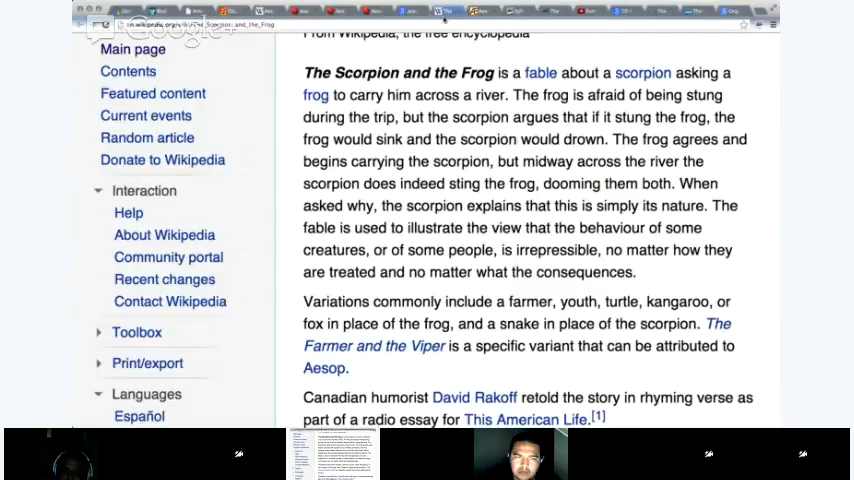 en.wikipedia.org/wiki/The_Scorpion_and_the_Frog
Google+
From Wikipedia, the free encyclopedia
Main page
Contents
Featured content
Current events
Random article
Donate to Wikipedia
Interaction
Help
About Wikipedia
Community portal
Recent changes
Contact Wikipedia
Toolbox
Print/export
Languages
Español
The Scorpion and the Frog is a fable about a scorpion asking a
frog to carry him across a river. The frog is afraid of being stung
during the trip, but the scorpion argues that if it stung the frog, the
frog would sink and the scorpion would drown. The frog agrees and
begins carrying the scorpion, but midway across the river the
scorpion does indeed sting the frog, dooming them both. When
asked why, the scorpion explains that this is simply its nature. The
fable is used to illustrate the view that the behaviour of some
creatures, or of some people, is irrepressible, no matter how they
are treated and no matter what the consequences.
Variations commonly include a farmer, youth, turtle, kangaroo, or
fox in place of the frog, and a snake in place of the scorpion. The
Farmer and the Viper is a specific variant that can be attributed to
Aesop.
Canadian humorist David Rakoff retold the story in rhyming verse as
part of a radio essay for This American Life.[1]